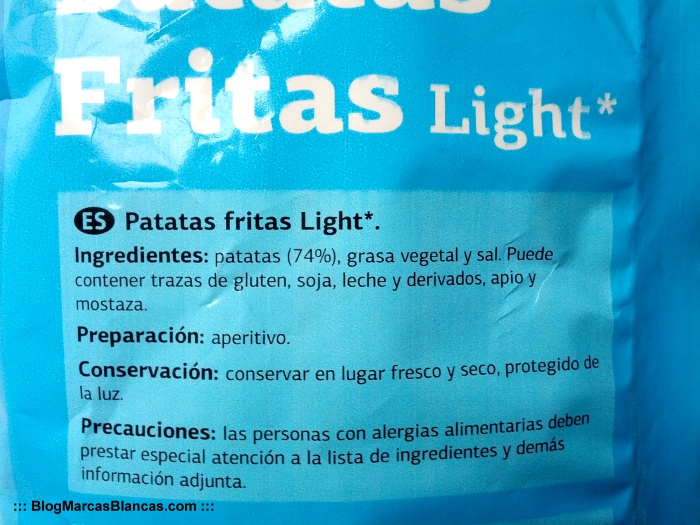 Patatas
Fritas Light*
ES Patatas fritas Light*.
Ingredientes: patatas (74%), grasa vegetal y sal. Puede
contener trazas de gluten, soja, leche y derivados, apio y
mostaza.
Preparación: aperitivo.
Conservación: conservar en lugar fresco y seco, protegido de
la luz.
Precauciones: las personas con alergias alimentarias deben
prestar especial atención a la lista de ingredientes y demás
información adjunta.
::: BlogMarcasBlancas.com :::